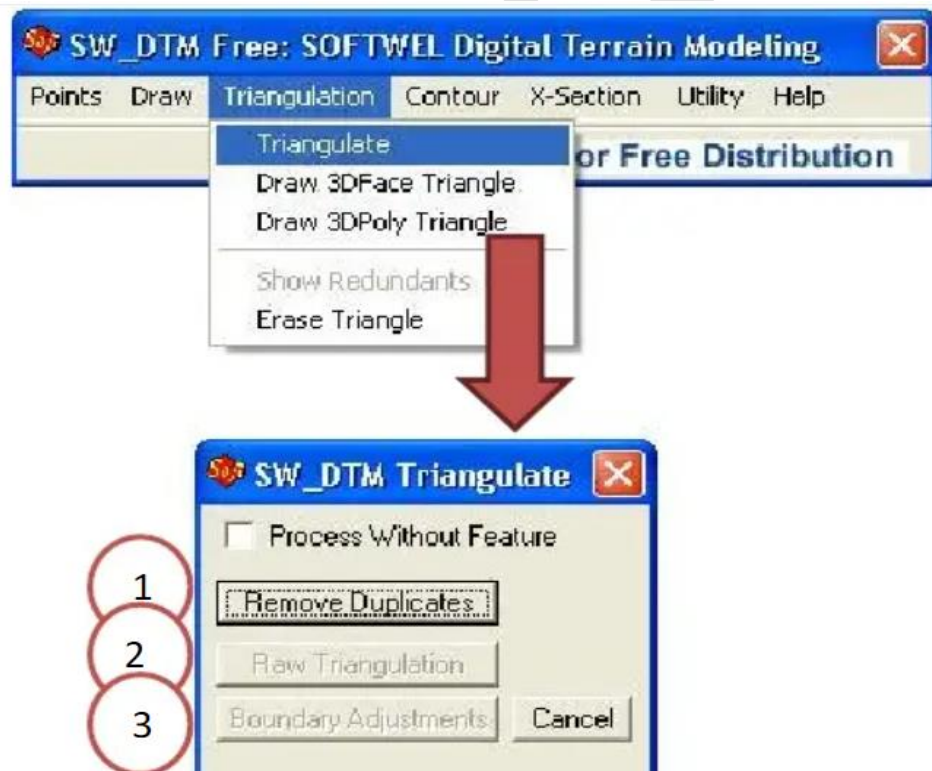 SW_DTM Free: SOFTWEL Digital Terrain Modeling
Points Draw Triangulation Contour X-Section Utility Help
Triangulate
or Free Distribution
Draw 3DFace Triangle
Draw 3DPoly Triangle
Show Redundants
Erase Triangle
SW_DTM Triangulate
Process Without Feature
1 Remove Duplicates
2 Raw Triangulation
3 Boundary Adjustments Cancel